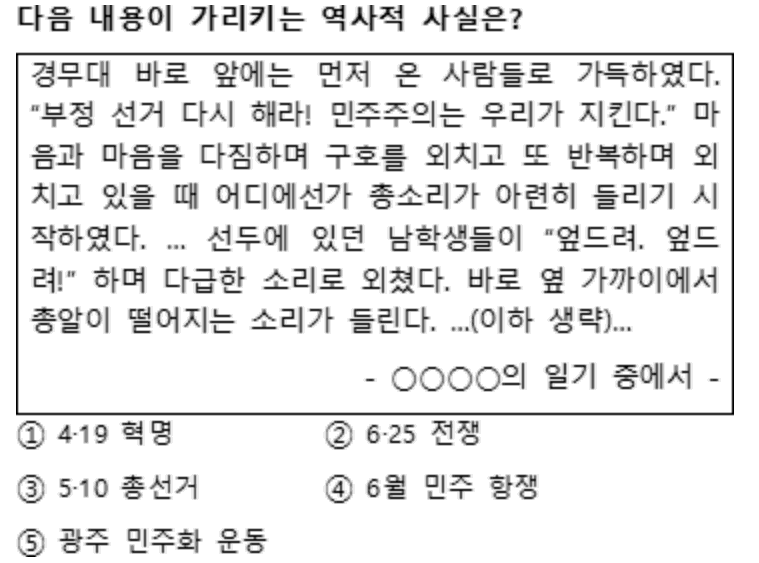 다음 내용이 가리키는 역사적 사실은?
경무대 바로 앞에는 먼저 온 사람들로 가득하였다.
“부정 선거 다시 해라! 민주주의는 우리가 지킨다.” 마
음과 마음을 다짐하며 구호를 외치고 또 반복하며 외
치고 있을 때 어디에선가 총소리가 아련히 들리기 시
작하였다. ... 선두에 있던 남학생들이 “엎드려. 엎드
려!” 하며 다급한 소리로 외쳤다. 바로 옆 가까이에서
총알이 떨어지는 소리가 들린다. ...(이하 생략)...
- ○○○○의 일기 중에서 -
① 4·19 혁명 ② 6·25 전쟁
③ 5·10 총선거 ④ 6월 민주 항쟁
⑤ 광주 민주화 운동